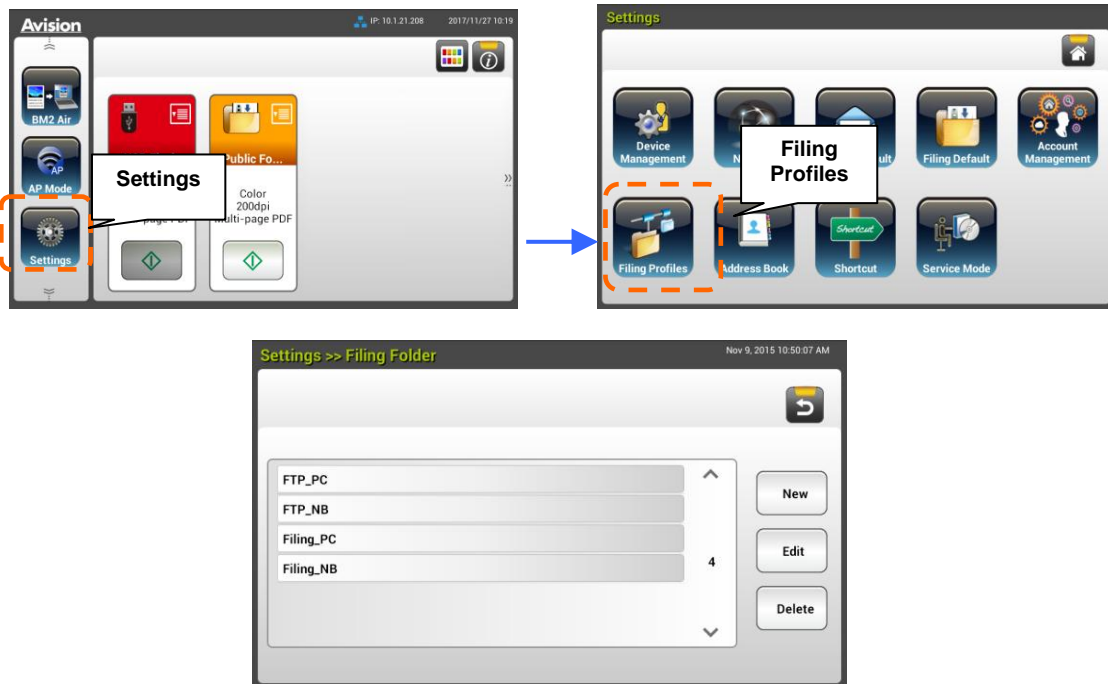 Avision
IP: 10.1.21.208 2017/11/27 10:19
BM2 Air
AP
AP Mode
Settings
Settings
Public Fo...
Color
200dpi
Multi-page PDF
Settings
Device
Management
Filing Default
Account
Management
Filing
Profiles
Filing Profiles
Address Book
Shortcut
Shortcut
Service Mode
Settings >> Filing Folder
Nov 9, 2015 10:50:07 AM
FTP_PC
FTP_NB
Filing_PC
Filing_NB
4
New
Edit
Delete